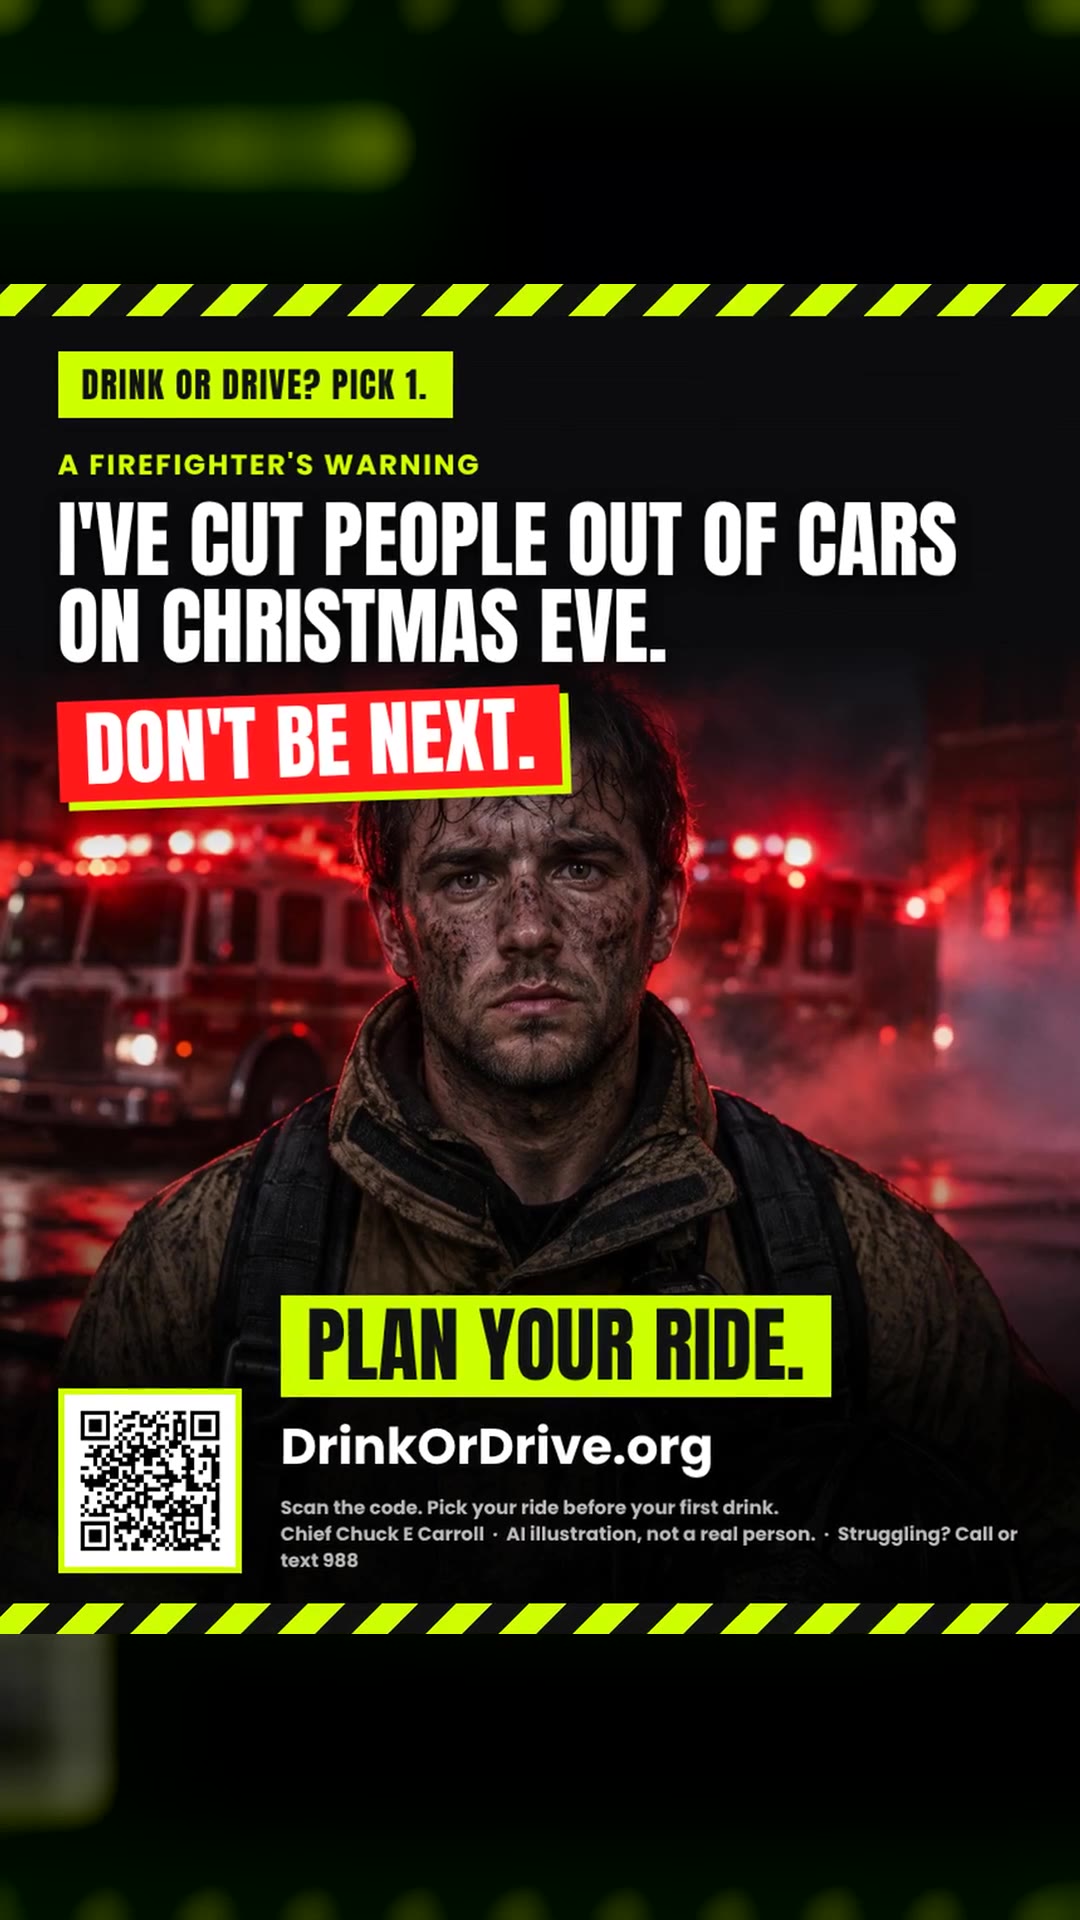 DRINK OR DRIVE? PICK 1.
A FIREFIGHTER'S WARNING
I'VE CUT PEOPLE OUT OF CARS
ON CHRISTMAS EVE.
DON'T BE NEXT.
PLAN YOUR RIDE.
DrinkOrDrive.org
Scan the code. Pick your ride before your first drink.
Chief Chuck E Carroll · AI illustration, not a real person. · Struggling? Call or
text 988